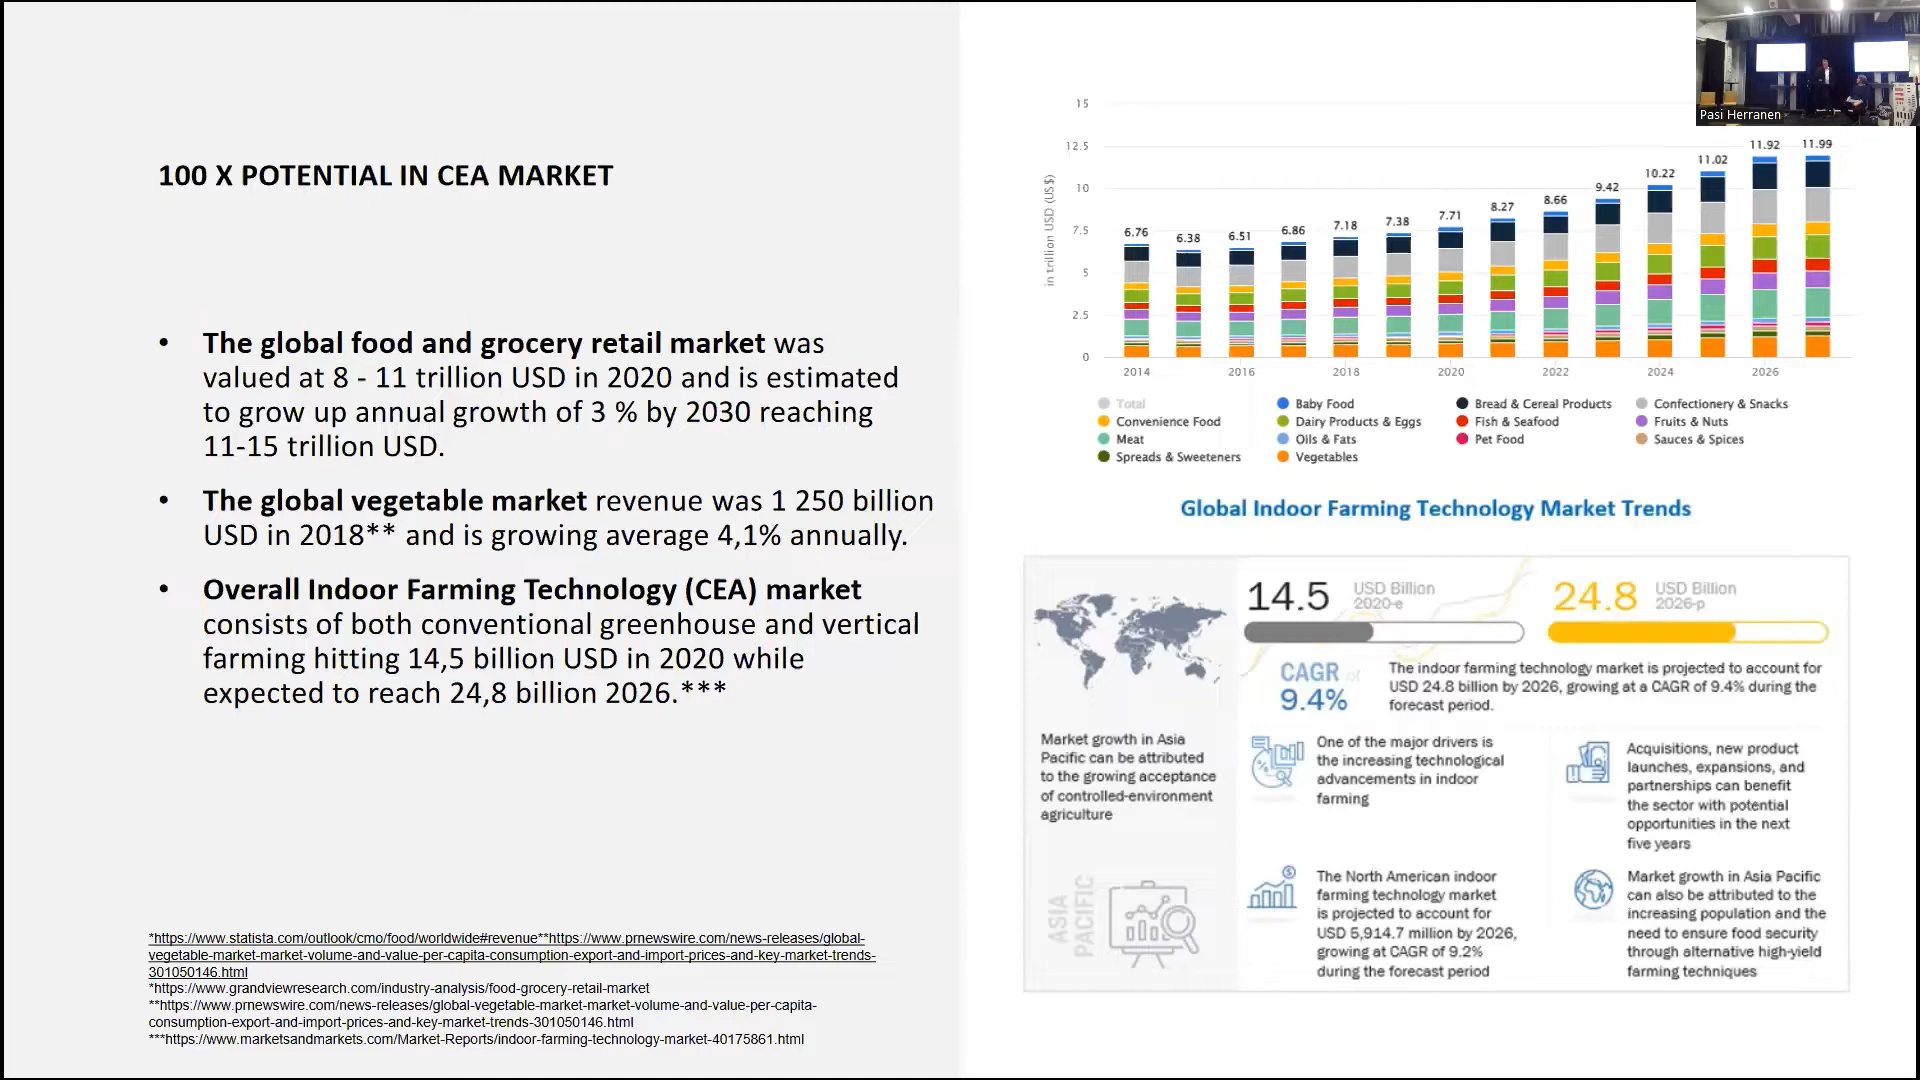 100 X POTENTIAL IN CEA MARKET
• The global food and grocery retail market was
valued at 8 - 11 trillion USD in 2020 and is estimated
to grow up annual growth of 3 % by 2030 reaching
11-15 trillion USD.
• The global vegetable market revenue was 1 250 billion
USD in 2018** and is growing average 4,1% annually.
• Overall Indoor Farming Technology (CEA) market
consists of both conventional greenhouse and vertical
farming hitting 14,5 billion USD in 2020 while
expected to reach 24,8 billion 2026.***
*https://www.statista.com/outlook/cmo/food/worldwide#revenue**https://www.prnewswire.com/news-releases/global-
vegetable-market-market-volume-and-value-per-capita-consumption-export-and-import-prices-and-key-market-trends-
301050146.html
*https://www.grandviewresearch.com/industry-analysis/food-grocery-retail-market
**https://www.prnewswire.com/news-releases/global-vegetable-market-market-volume-and-value-per-capita-
consumption-export-and-import-prices-and-key-market-trends-301050146.html
***https://www.marketsandmarkets.com/Market-Reports/indoor-farming-technology-market-40175861.html
Pasi Herranen
in trillion USD (US$)
15
12.5
10
7.5
5
2.5
0
6.76 6.38 6.51 6.86 7.18 7.38 7.71 8.27 8.66 9.42 10.22 11.02 11.92 11.99
2014 2016 2018 2020 2022 2024 2026
Total Baby Food Bread & Cereal Products Confectionery & Snacks
Convenience Food Dairy Products & Eggs Fish & Seafood Fruits & Nuts
Meat Oils & Fats Pet Food Sauces & Spices
Spreads & Sweeteners Vegetables
Global Indoor Farming Technology Market Trends
14.5 USD Billion
2020-e
24.8 USD Billion
2026-p
CAGR of
9.4%
The indoor farming technology market is projected to account for
USD 24.8 billion by 2026, growing at a CAGR of 9.4% during the
forecast period.
Market growth in Asia
Pacific can be attributed
to the growing acceptance
of controlled-environment
agriculture
ASIA
PACIFIC
One of the major drivers is
the increasing technological
advancements in indoor
farming
Acquisitions, new product
launches, expansions, and
partnerships can benefit
the sector with potential
opportunities in the next
five years
The North American indoor
farming technology market
is projected to account for
USD 5,914.7 million by 2026,
growing at CAGR of 9.2%
during the forecast period
Market growth in Asia Pacific
can also be attributed to the
increasing population and the
need to ensure food security
through alternative high-yield
farming techniques